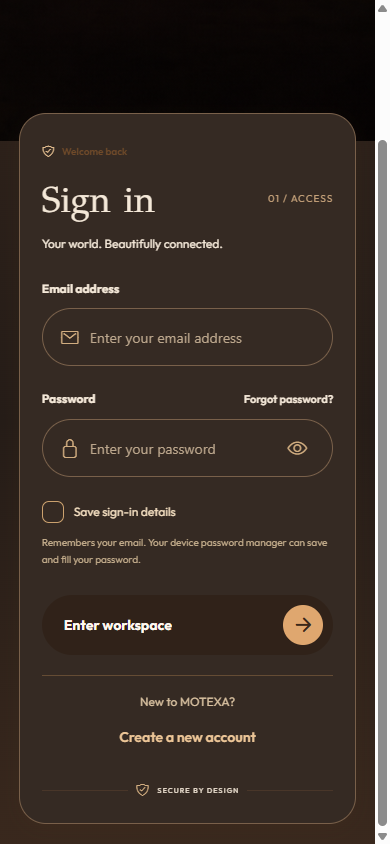 Welcome back
Sign in
01 / ACCESS
Your world. Beautifully connected.
Email address
Enter your email address
Password
Forgot password?
Enter your password
Save sign-in details
Remembers your email. Your device password manager can save
and fill your password.
Enter workspace
New to MOTEXA?
Create a new account
SECURE BY DESIGN